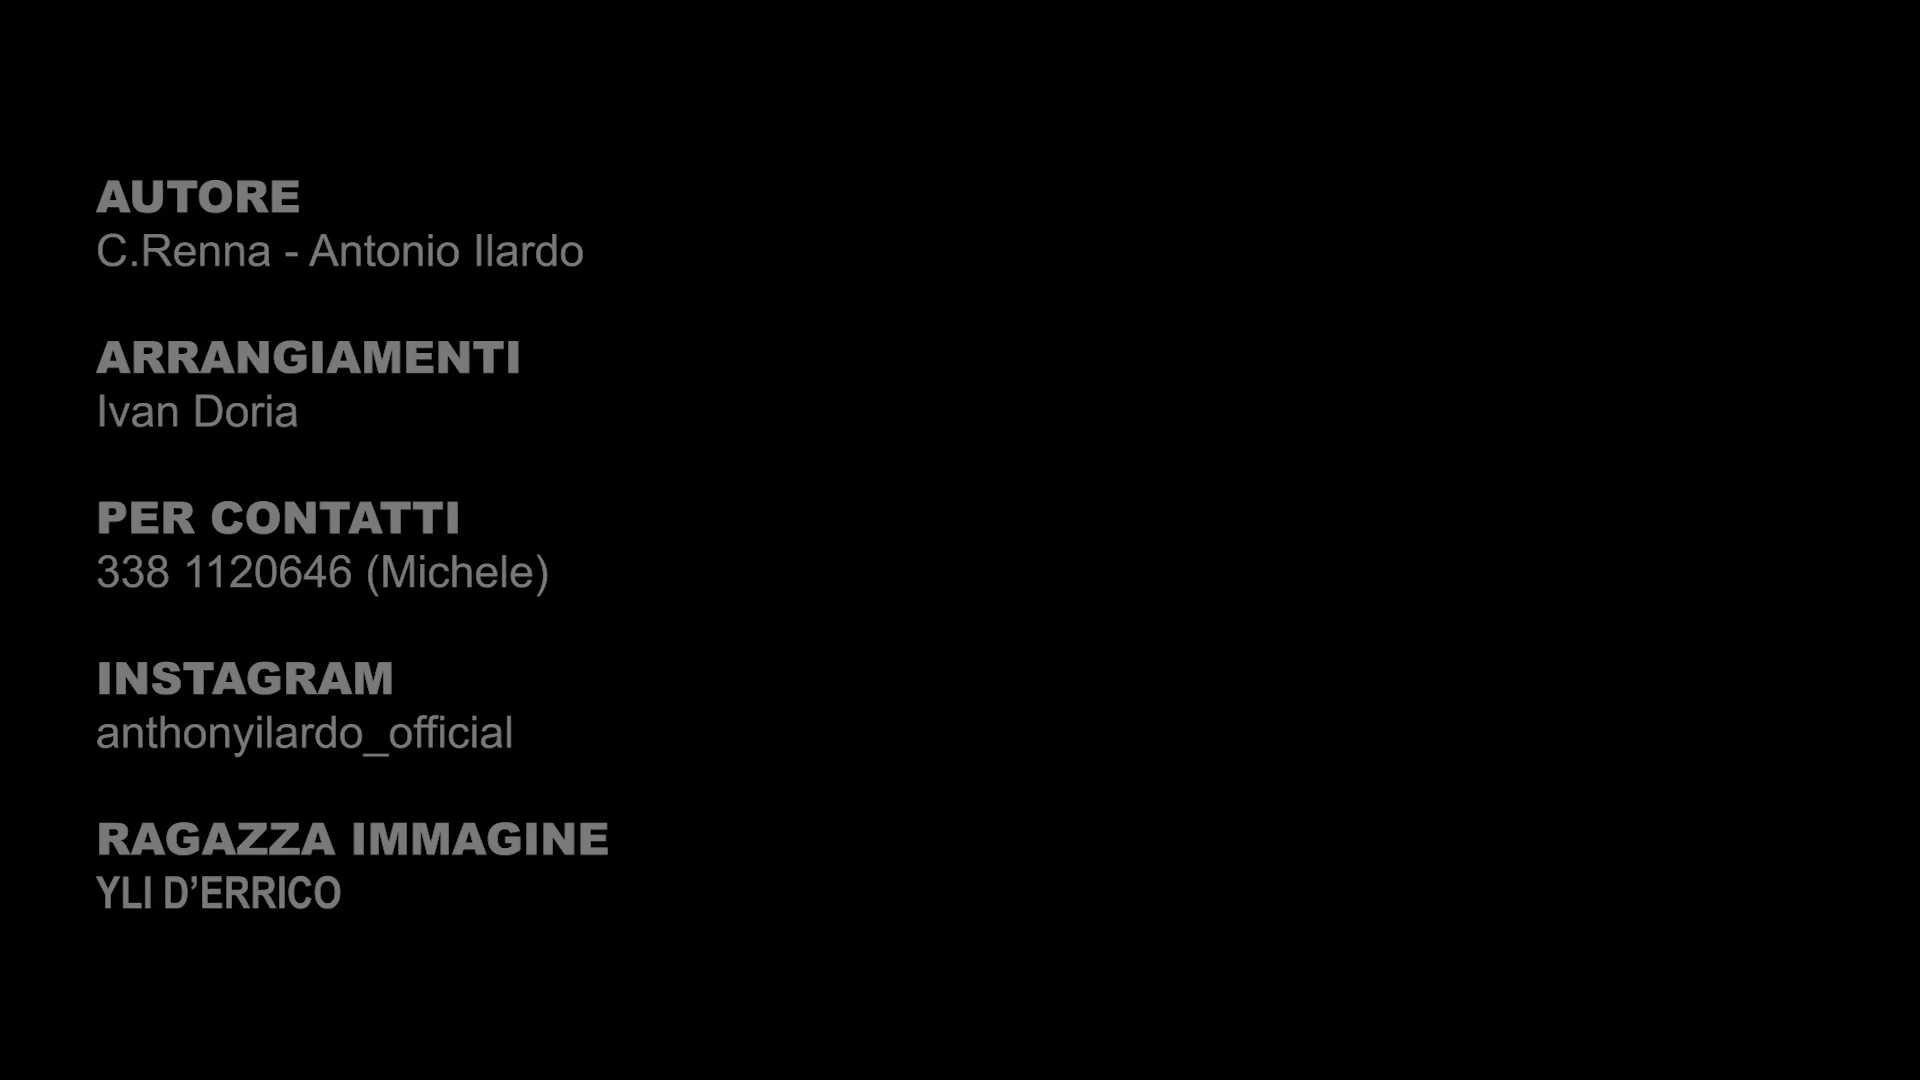 AUTORE
C.Renna - Antonio Ilardo
ARRANGIAMENTI
Ivan Doria
PER CONTATTI
338 1120646 (Michele)
INSTAGRAM
anthonyilardo_official
RAGAZZA IMMAGINE
YLI D’ERRICO